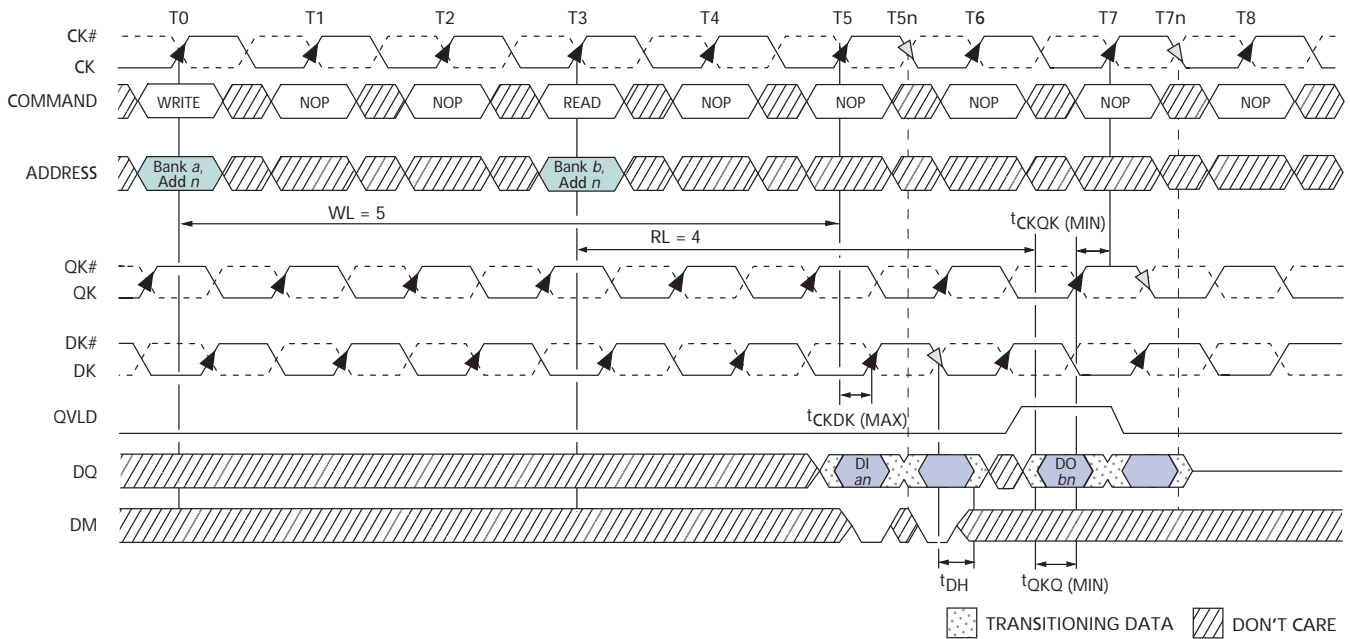 T0 T1 T2 T3 T4 T5 T5n T6 T7 T7n T8
CK#
CK
COMMAND WRITE NOP NOP READ NOP NOP NOP NOP NOP
ADDRESS Bank a, Add n Bank b, Add n
WL = 5
RL = 4
tCKQK (MIN)
QK#
QK
DK#
DK
tCKDK (MAX)
QVLD
DQ DI an DO bn
DM
tDH tQKQ (MIN)
TRANSITIONING DATA DON'T CARE